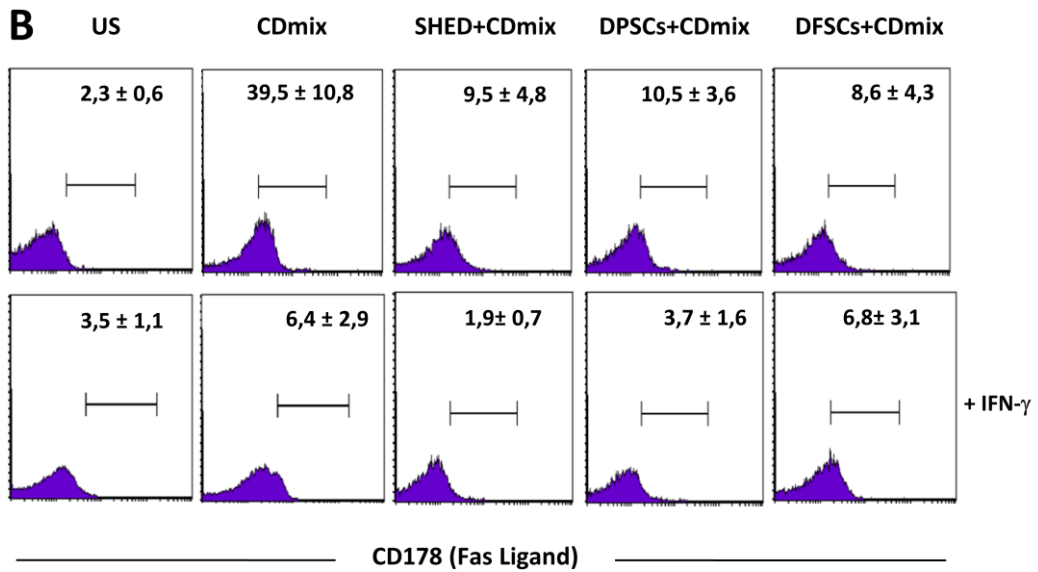 B US CDmix SHED+CDmix DPSCs+CDmix DFSCs+CDmix
2,3 ± 0,6 39,5 ± 10,8 9,5 ± 4,8 10,5 ± 3,6 8,6 ± 4,3
3,5 ± 1,1 6,4 ± 2,9 1,9± 0,7 3,7 ± 1,6 6,8± 3,1
+ IFN-γ
CD178 (Fas Ligand)